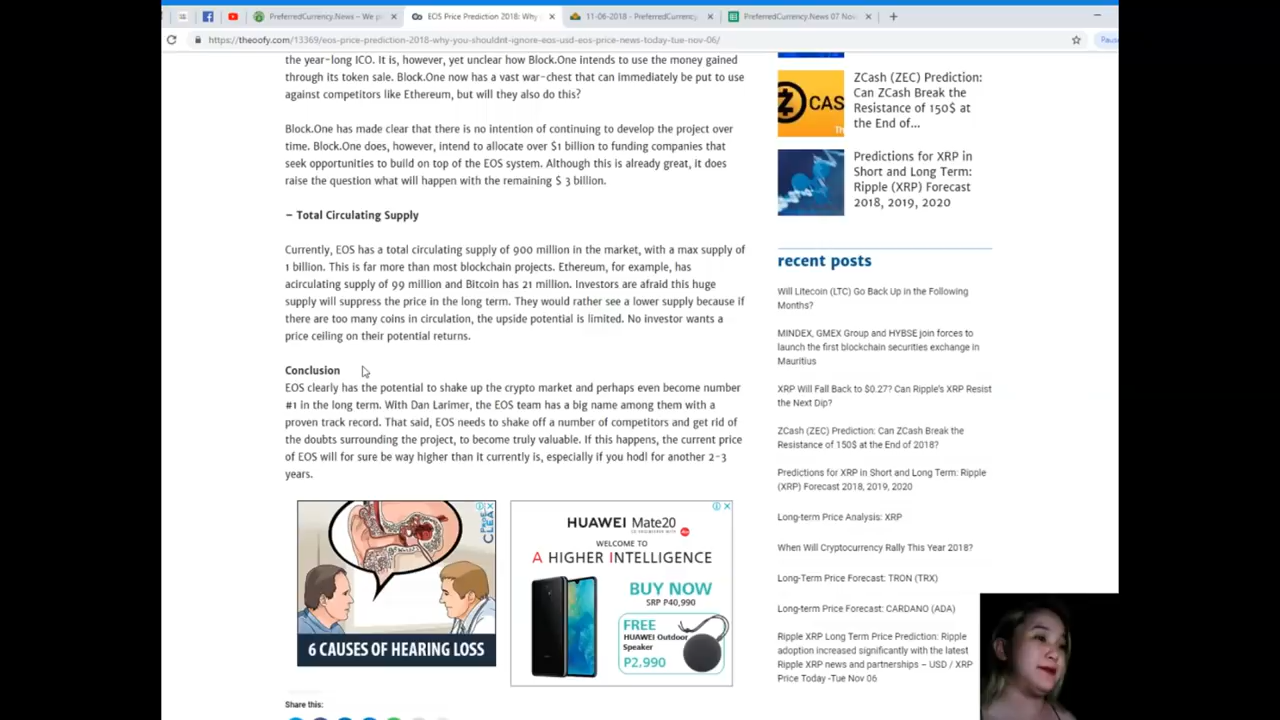 PreferredCurrency.News – We p
EOS Price Prediction 2018: Why
11-06-2018 - PreferredCurrency.
PreferredCurrency.News 07 Nov
https://theoofy.com/13369/eos-price-prediction-2018-why-you-shouldnt-ignore-eos-usd-eos-price-news-today-tue-nov-06/
Paus
the year-long ICO. It is, however, yet unclear how Block.One intends to use the money gained
through its token sale. Block.One now has a vast war-chest that can immediately be put to use
against competitors like Ethereum, but will they also do this?
Block.One has made clear that there is no intention of continuing to develop the project over
time. Block.One does, however, intend to allocate over $1 billion to funding companies that
seek opportunities to build on top of the EOS system. Although this is already great, it does
raise the question what will happen with the remaining $ 3 billion.
– Total Circulating Supply
Currently, EOS has a total circulating supply of 900 million in the market, with a max supply of
1 billion. This is far more than most blockchain projects. Ethereum, for example, has
acirculating supply of 99 million and Bitcoin has 21 million. Investors are afraid this huge
supply will suppress the price in the long term. They would rather see a lower supply because if
there are too many coins in circulation, the upside potential is limited. No investor wants a
price ceiling on their potential returns.
Conclusion
EOS clearly has the potential to shake up the crypto market and perhaps even become number
#1 in the long term. With Dan Larimer, the EOS team has a big name among them with a
proven track record. That said, EOS needs to shake off a number of competitors and get rid of
the doubts surrounding the project, to become truly valuable. If this happens, the current price
of EOS will for sure be way higher than it currently is, especially if you hodl for another 2-3
years.
6 CAUSES OF HEARING LOSS
HUAWEI Mate20
WELCOME TO
A HIGHER INTELLIGENCE
BUY NOW
SRP P40,990
FREE
HUAWEI Outdoor
Speaker
P2,990
Share this:
CAS
ZCash (ZEC) Prediction:
Can ZCash Break the
Resistance of 150$ at
the End of...
Predictions for XRP in
Short and Long Term:
Ripple (XRP) Forecast
2018, 2019, 2020
recent posts
Will Litecoin (LTC) Go Back Up in the Following
Months?
MINDEX, GMEX Group and HYBSE join forces to
launch the first blockchain securities exchange in
Mauritius
XRP Will Fall Back to $0.27? Can Ripple's XRP Resist
the Next Dip?
ZCash (ZEC) Prediction: Can ZCash Break the
Resistance of 150$ at the End of 2018?
Predictions for XRP in Short and Long Term: Ripple
(XRP) Forecast 2018, 2019, 2020
Long-term Price Analysis: XRP
When Will Cryptocurrency Rally This Year 2018?
Long-Term Price Forecast: TRON (TRX)
Long-term Price Forecast: CARDANO (ADA)
Ripple XRP Long Term Price Prediction: Ripple
adoption increased significantly with the latest
Ripple XRP news and partnerships – USD / XRP
Price Today -Tue Nov 06